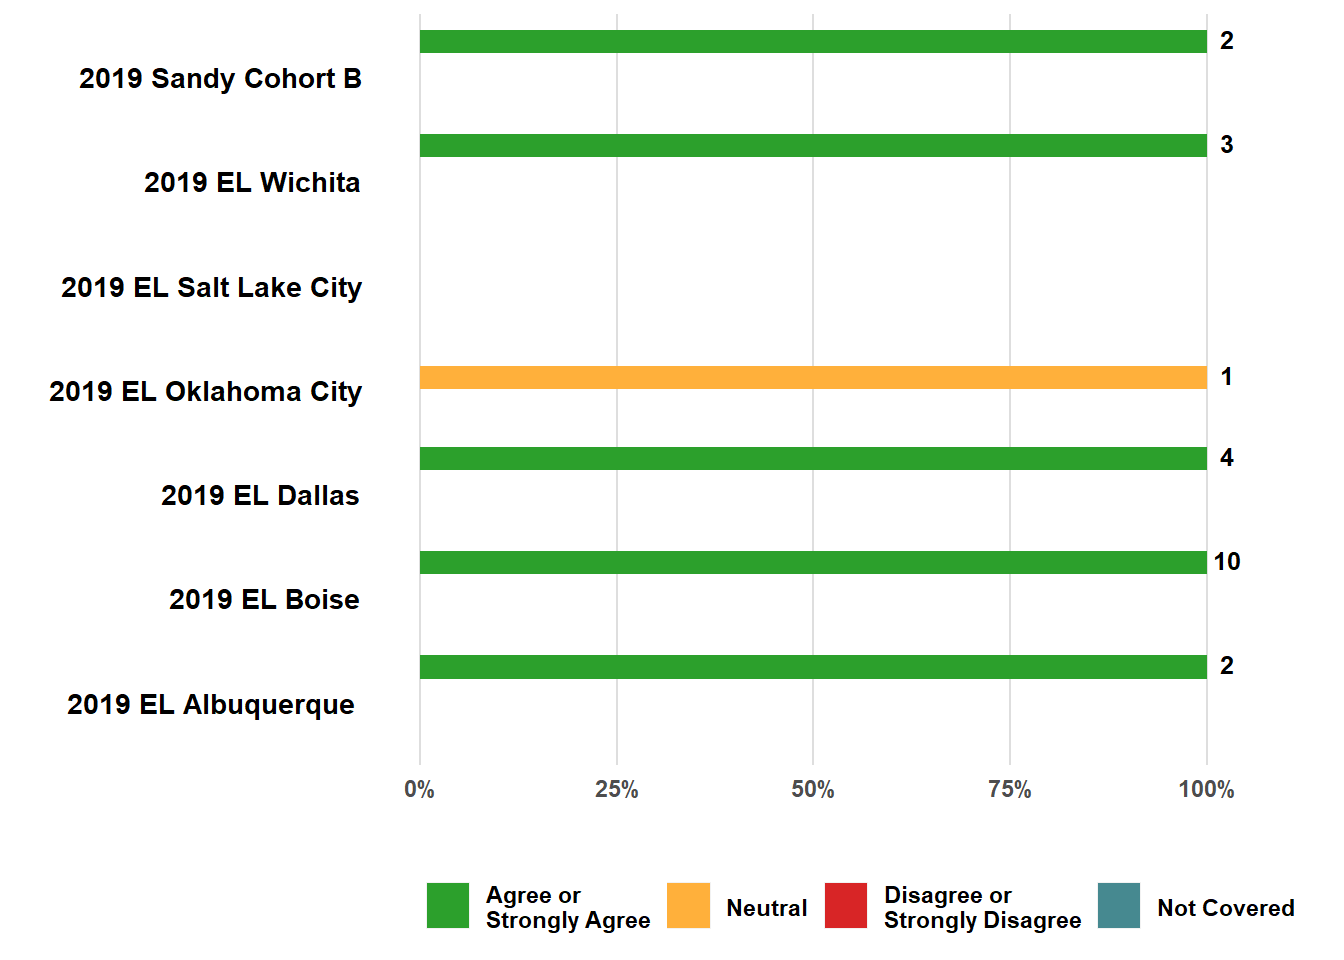 2
2019 Sandy Cohort B
3
2019 EL Wichita
2019 EL Salt Lake City
1
2019 EL Oklahoma City
4
2019 EL Dallas
10
2019 EL Boise
2
2019 EL Albuquerque
0% 25% 50% 75% 100%
Agree or
Strongly Agree
Neutral
Disagree or
Strongly Disagree
Not Covered